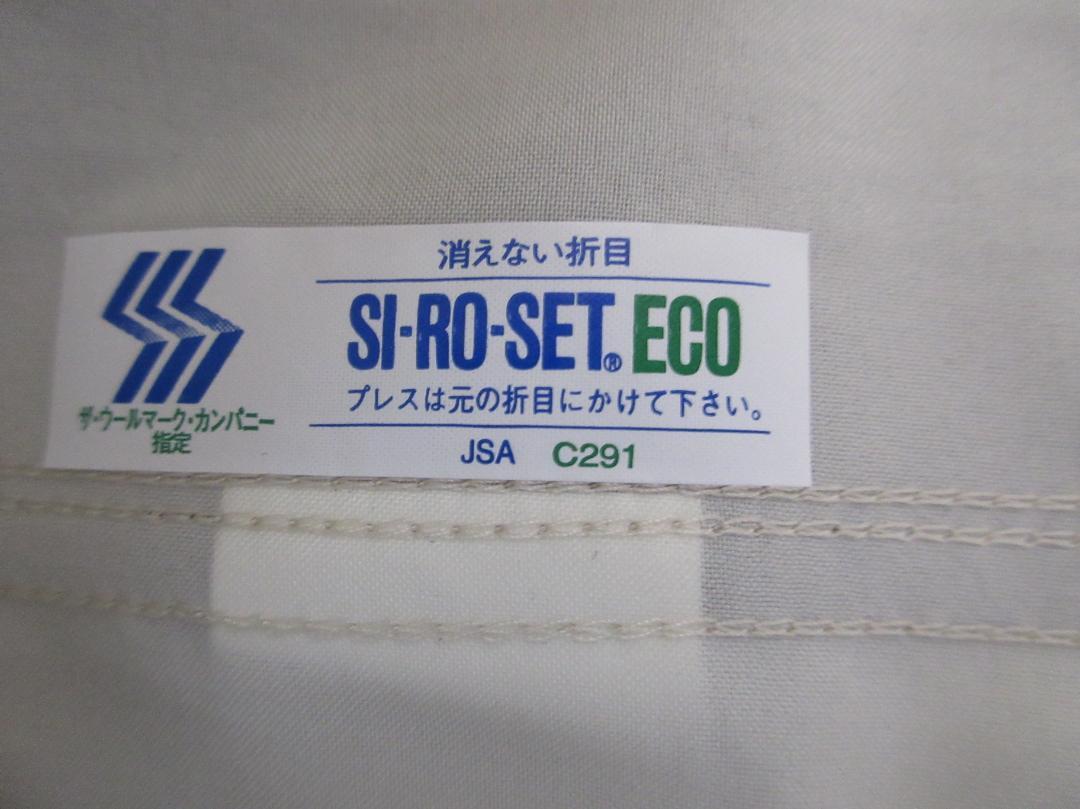 消えない折目
SI-RO-SET® ECO
プレスは元の折目にかけて下さい。
JSA C291
ザ・ウールマーク・カンパニー
指定